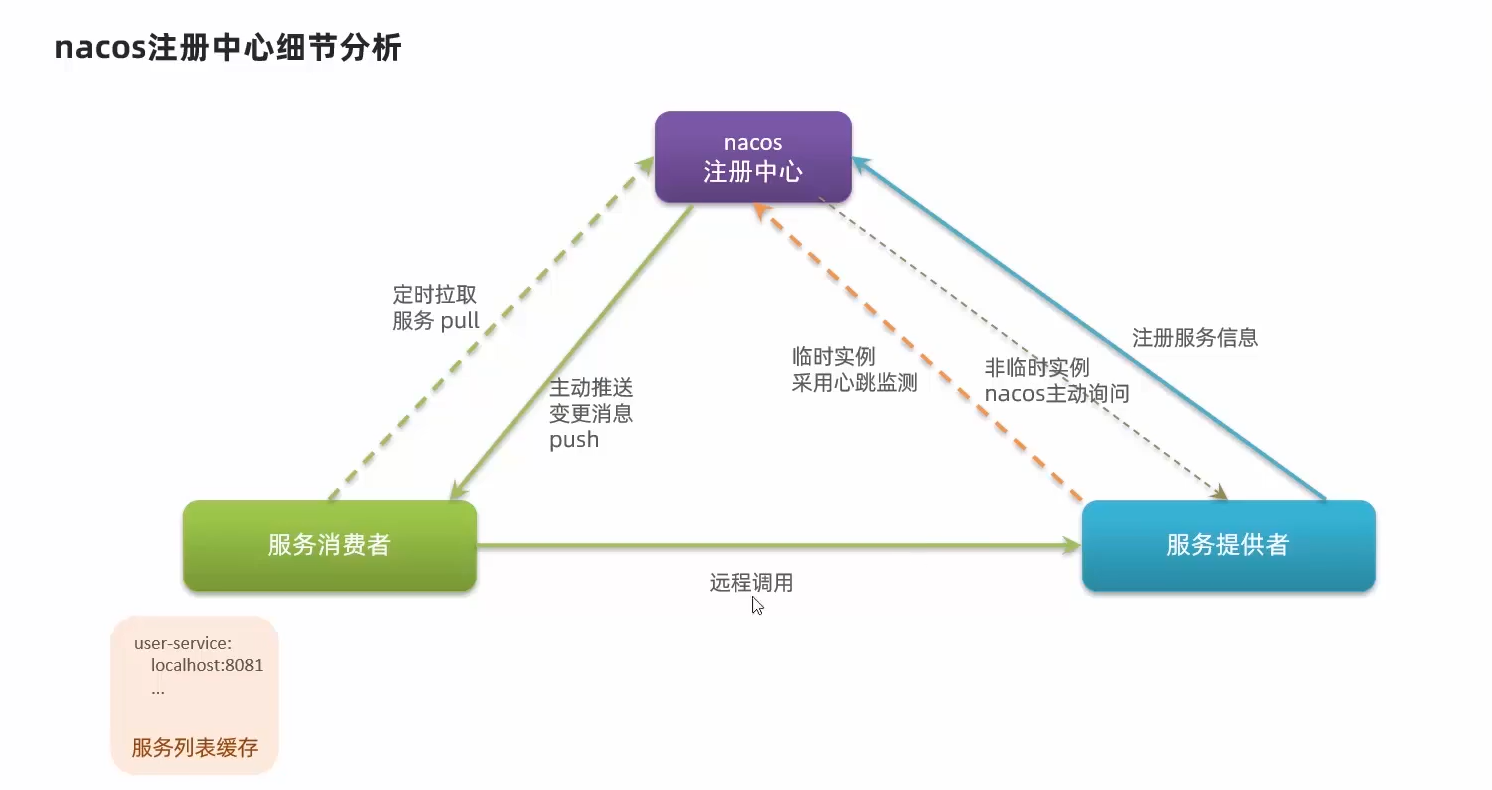 nacos注册中心细节分析
nacos
注册中心
定时拉取
服务 pull
主动推送
变更消息
push
临时实例
采用心跳监测
非临时实例
nacos主动询问
注册服务信息
服务消费者
服务提供者
远程调用
user-service:
localhost:8081
...
服务列表缓存